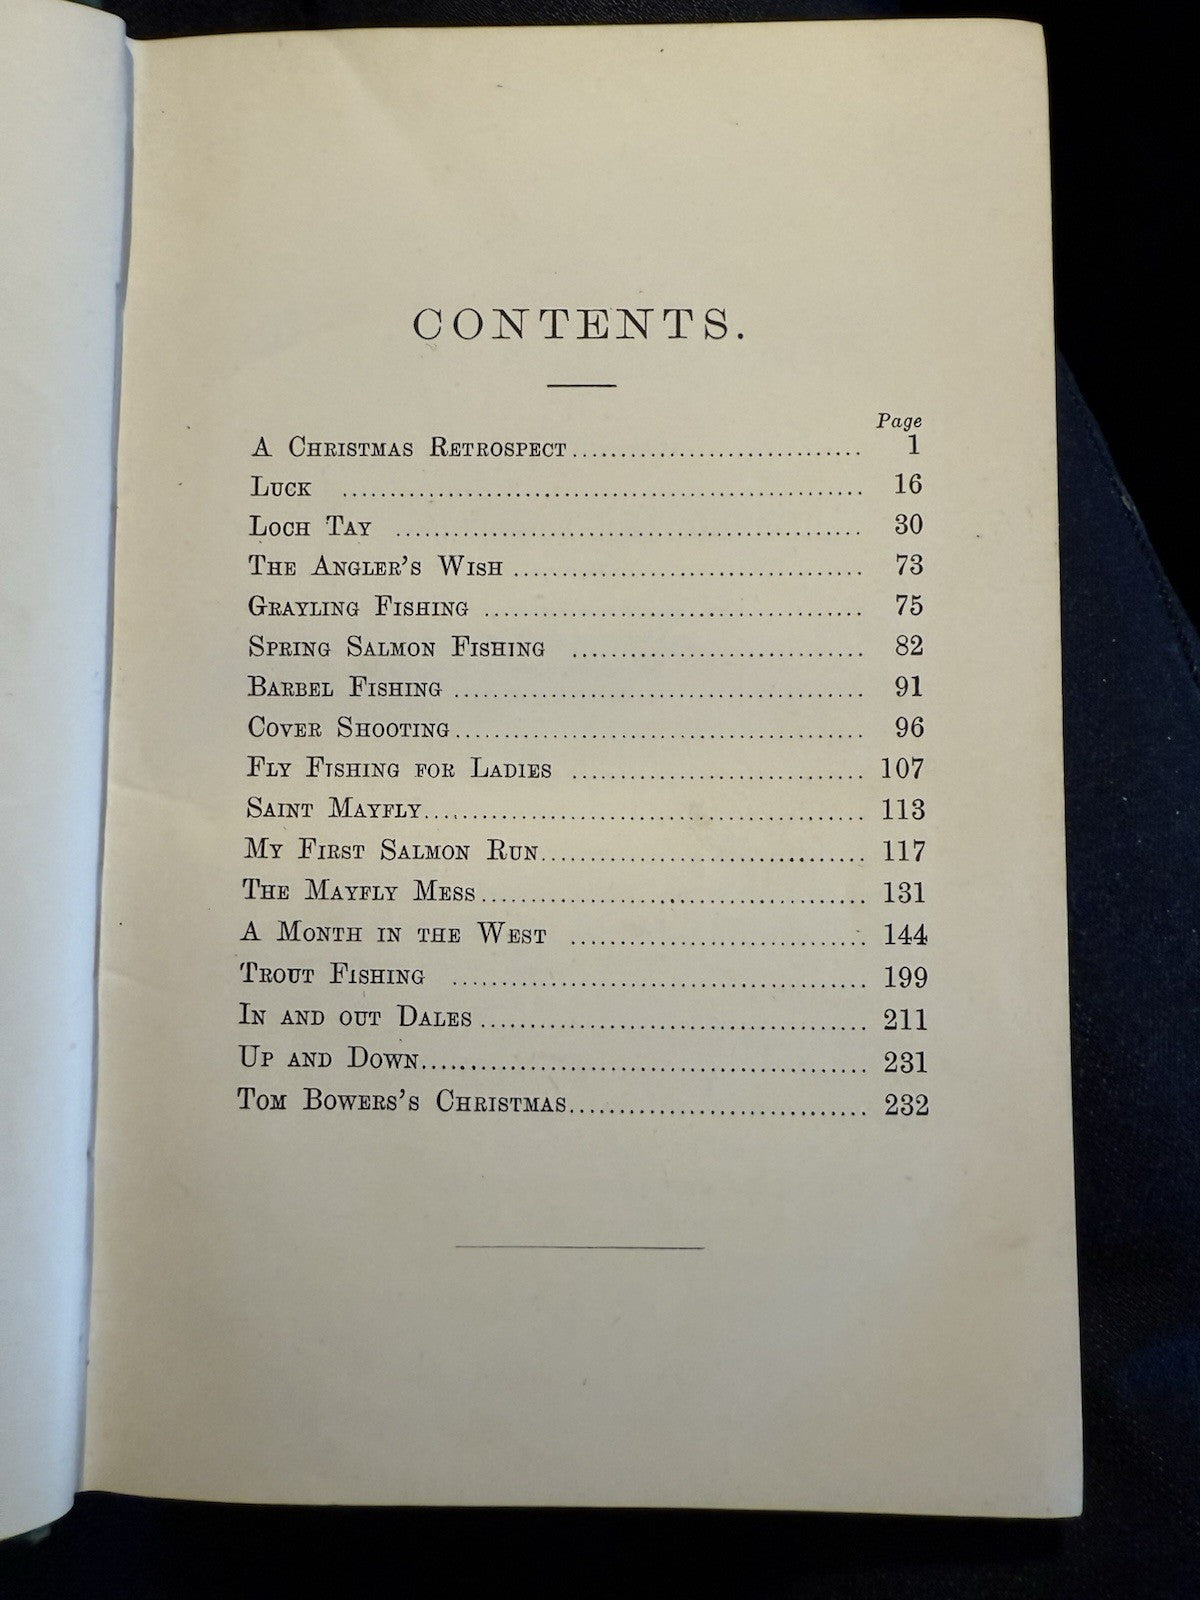 CONTENTS.
Page
A Christmas Retrospect.............................. 1
Luck ...................................................... 16
Loch Tay ................................................ 30
The Angler's Wish .................................... 73
Grayling Fishing ....................................... 75
Spring Salmon Fishing .............................. 82
Barbel Fishing .......................................... 91
Cover Shooting.......................................... 96
Fly Fishing for Ladies .............................. 107
Saint Mayfly............................................. 113
My First Salmon Run................................. 117
The Mayfly Mess....................................... 131
A Month in the West .............................. 144
Trout Fishing .......................................... 199
In and out Dales ....................................... 211
Up and Down............................................. 231
Tom Bowers's Christmas.............................. 232